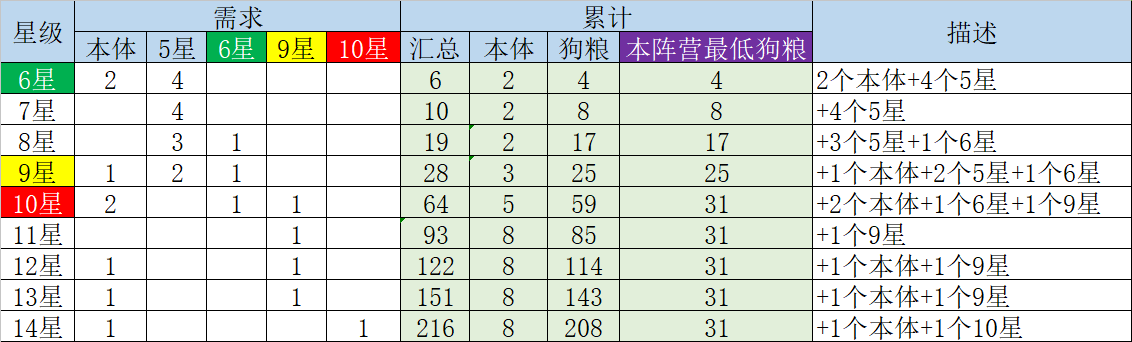 星级 需求 累计 描述
本体 5星 6星 9星 10星 汇总 本体 狗粮 本阵营最低狗粮
6星 2 4 6 2 4 4 2个本体+4个5星
7星 4 10 2 8 8 +4个5星
8星 3 1 19 2 17 17 +3个5星+1个6星
9星 1 2 1 28 3 25 25 +1个本体+2个5星+1个6星
10星 2 1 1 64 5 59 31 +2个本体+1个6星+1个9星
11星 1 93 8 85 31 +1个9星
12星 1 1 122 8 114 31 +1个本体+1个9星
13星 1 1 151 8 143 31 +1个本体+1个9星
14星 1 1 216 8 208 31 +1个本体+1个10星